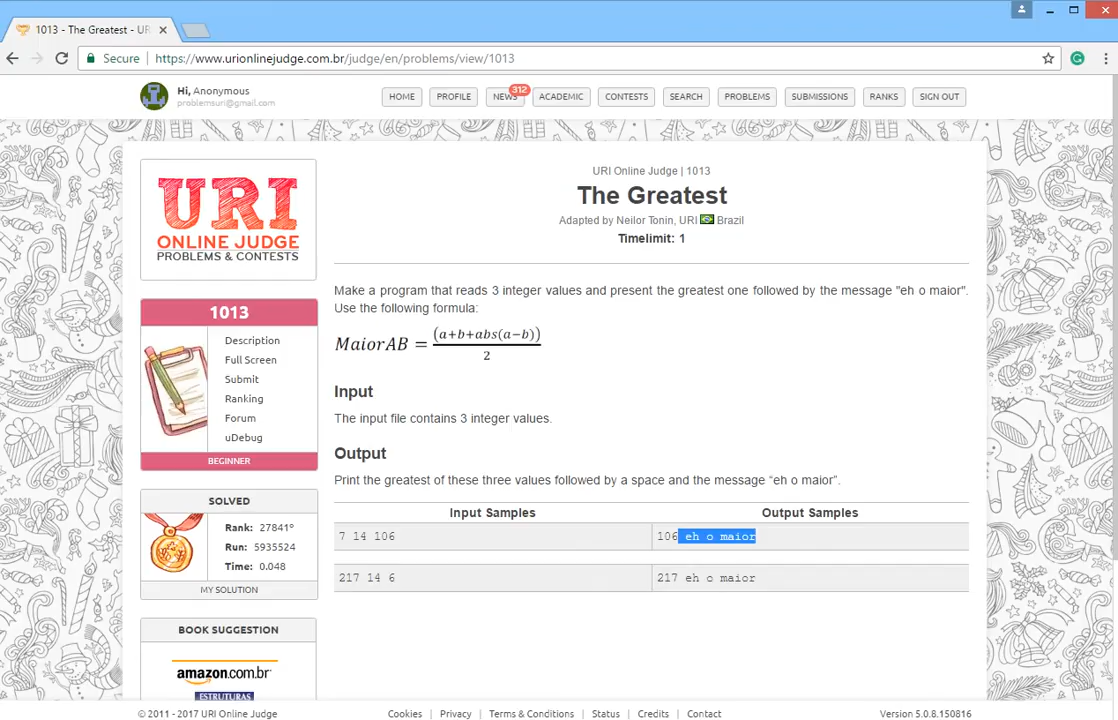 1013 - The Greatest - UR
Secure https://www.urionlinejudge.com.br/judge/en/problems/view/1013
Hi, Anonymous
problemsuri@gmail.com
HOME PROFILE NEWS 312 ACADEMIC CONTESTS SEARCH PROBLEMS SUBMISSIONS RANKS SIGN OUT
URI
ONLINE JUDGE
PROBLEMS & CONTESTS
1013
Description
Full Screen
Submit
Ranking
Forum
uDebug
BEGINNER
SOLVED
Rank: 27841º
Run: 5935524
Time: 0.048
MY SOLUTION
BOOK SUGGESTION
amazon.com.br
ESTRUTURAS
URI Online Judge | 1013
The Greatest
Adapted by Neilor Tonin, URI Brazil
Timelimit: 1
Make a program that reads 3 integer values and present the greatest one followed by the message "eh o maior".
Use the following formula:
MaiorAB = (a+b+abs(a−b))
2
Input
The input file contains 3 integer values.
Output
Print the greatest of these three values followed by a space and the message “eh o maior”.
Input Samples Output Samples
7 14 106 106 eh o maior
217 14 6 217 eh o maior
© 2011 - 2017 URI Online Judge Cookies Privacy Terms & Conditions Status Credits Contact Version 5.0.8.150816